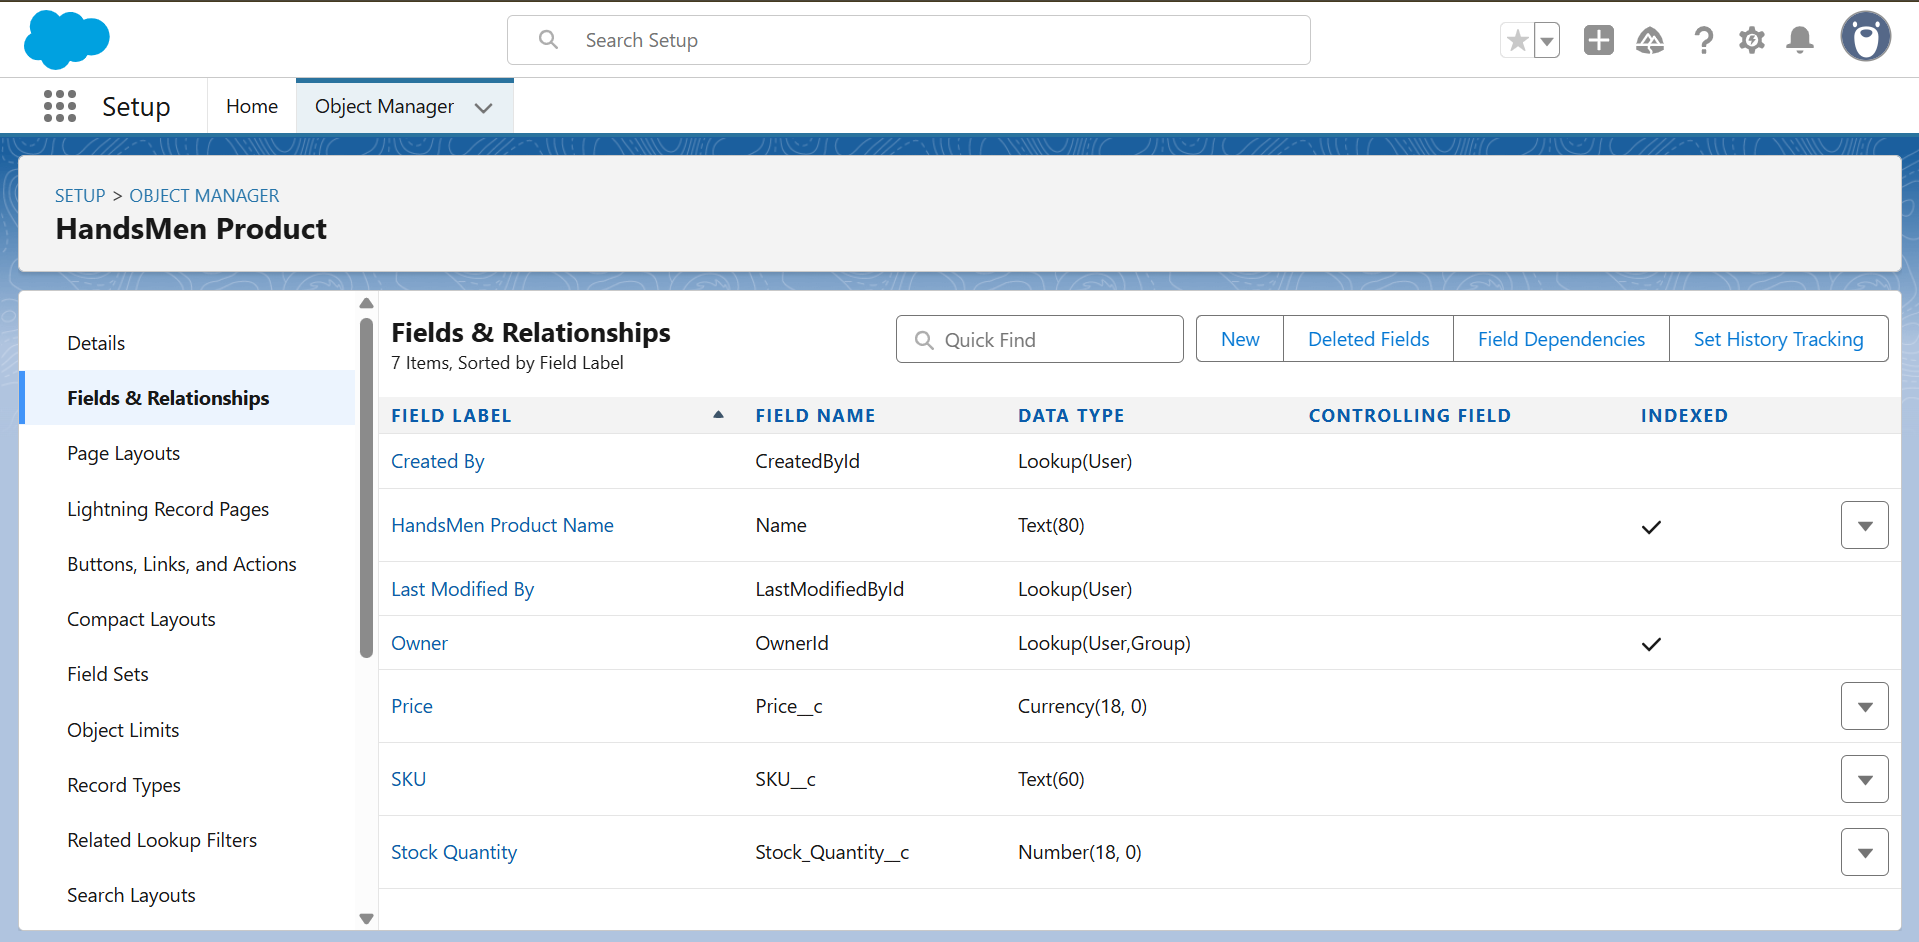 Search Setup
Setup
Home
Object Manager
SETUP > OBJECT MANAGER
HandsMen Product
Details
Fields & Relationships
Page Layouts
Lightning Record Pages
Buttons, Links, and Actions
Compact Layouts
Field Sets
Object Limits
Record Types
Related Lookup Filters
Search Layouts
Fields & Relationships
7 Items, Sorted by Field Label
Quick Find
New
Deleted Fields
Field Dependencies
Set History Tracking
FIELD LABEL FIELD NAME DATA TYPE CONTROLLING FIELD INDEXED
Created By CreatedById Lookup(User)
HandsMen Product Name Name Text(80)
Last Modified By LastModifiedById Lookup(User)
Owner OwnerId Lookup(User,Group)
Price Price__c Currency(18, 0)
SKU SKU__c Text(60)
Stock Quantity Stock_Quantity__c Number(18, 0)